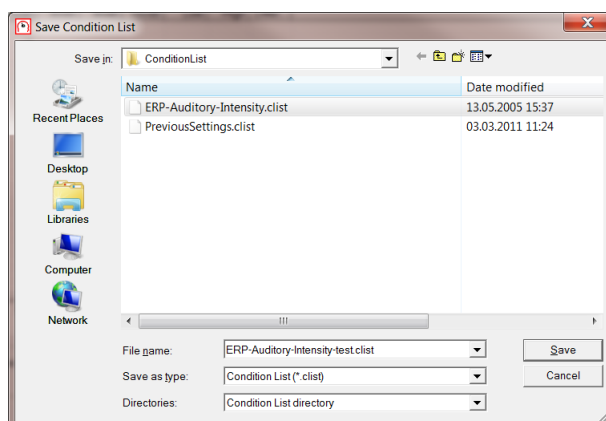 Save Condition List
Save in: ConditionList
Name Date modified
ERP-Auditory-Intensity.clist 13.05.2005 15:37
PreviousSettings.clist 03.03.2011 11:24
Recent Places
Desktop
Libraries
Computer
Network
File name: ERP-Auditory-Intensity-test.clist Save
Save as type: Condition List (*.clist) Cancel
Directories: Condition List directory